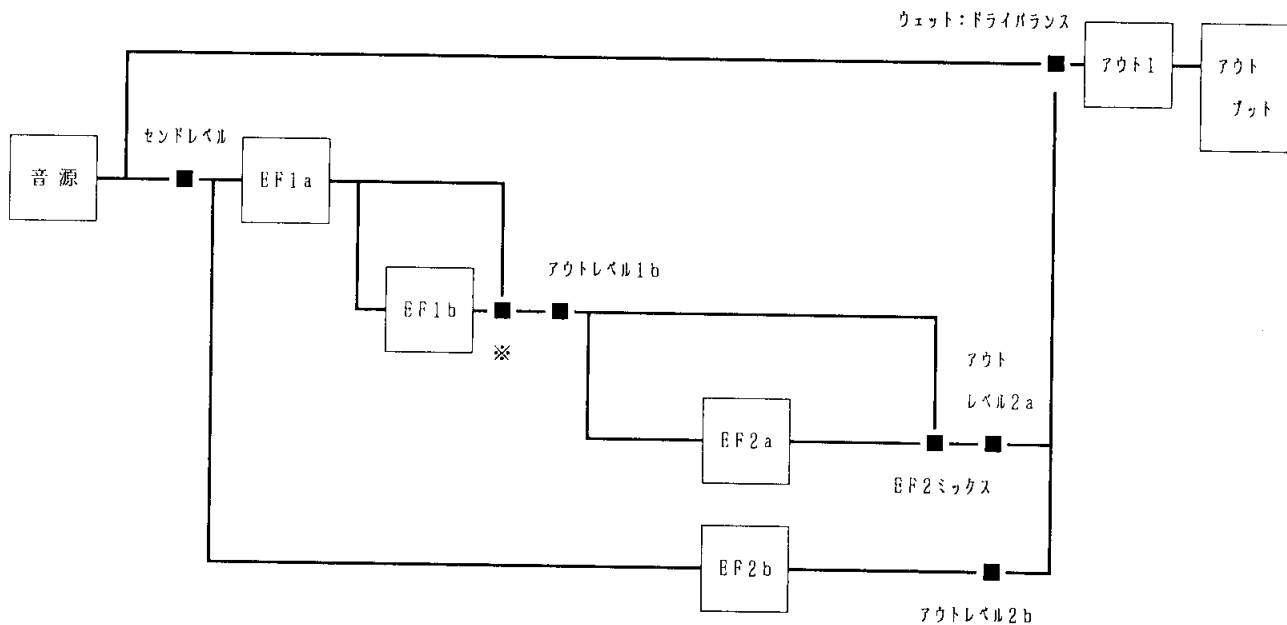 ウェット:ドライバランス
アウト1
アウト
プット
センドレベル
音源
EF1a
アウトレベル1b
EF1b
※
アウト
レベル2a
EF2a
EF2ミックス
EF2b
アウトレベル2b